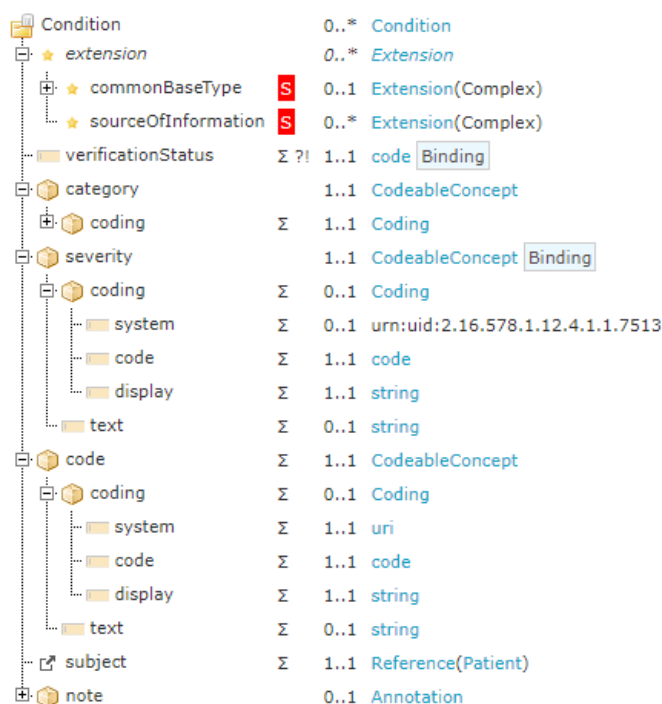 Condition 0..* Condition
extension 0..* Extension
commonBaseType S 0..1 Extension(Complex)
sourceOfInformation S 0..* Extension(Complex)
verificationStatus Σ ?! 1..1 code Binding
category 1..1 CodeableConcept
coding Σ 1..1 Coding
severity 1..1 CodeableConcept Binding
coding Σ 0..1 Coding
system Σ 0..1 urn:uid:2.16.578.1.12.4.1.1.7513
code Σ 1..1 code
display Σ 1..1 string
text Σ 0..1 string
code Σ 1..1 CodeableConcept
coding Σ 0..1 Coding
system Σ 1..1 uri
code Σ 1..1 code
display Σ 1..1 string
text Σ 0..1 string
subject Σ 1..1 Reference(Patient)
note 0..1 Annotation